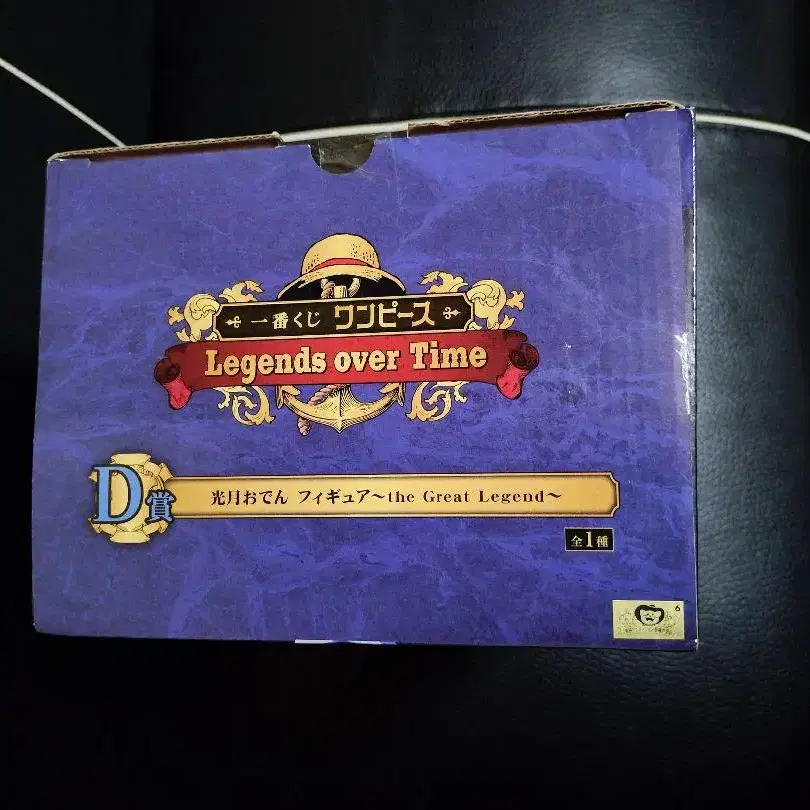 一番くじ ワンピース
Legends over Time
D賞
光月おでん フィギュア～the Great Legend～
全1種
6